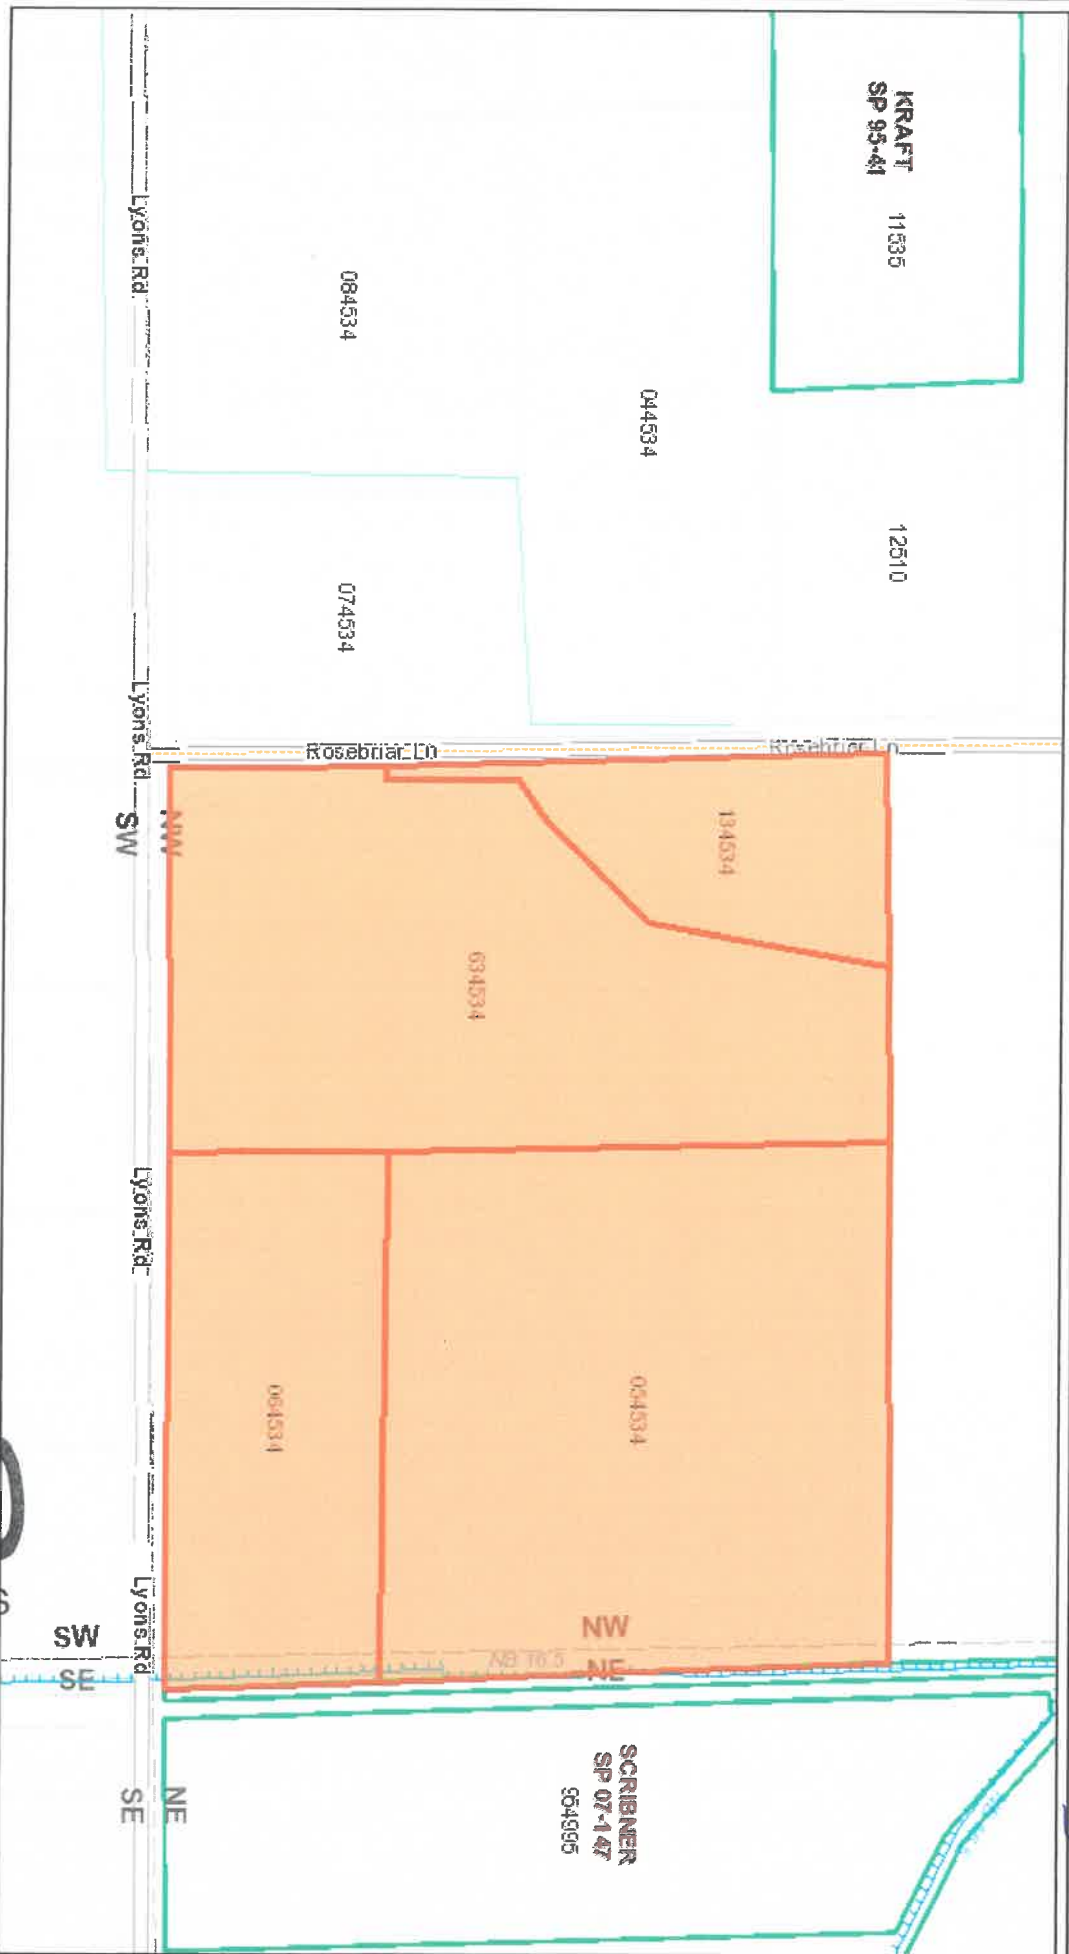 KRAFT
SP 95-41
11535
12510
044534
084534
074534
Lyons Rd
Lyons Rd
Lyons Rd
Lyons Rd
Rosebriar Ln
Rosebriar Ln
134534
634534
054534
064534
NW
SW
NW
NE
SW
SE
NE
SE
SCRIBNER
SP 07-147